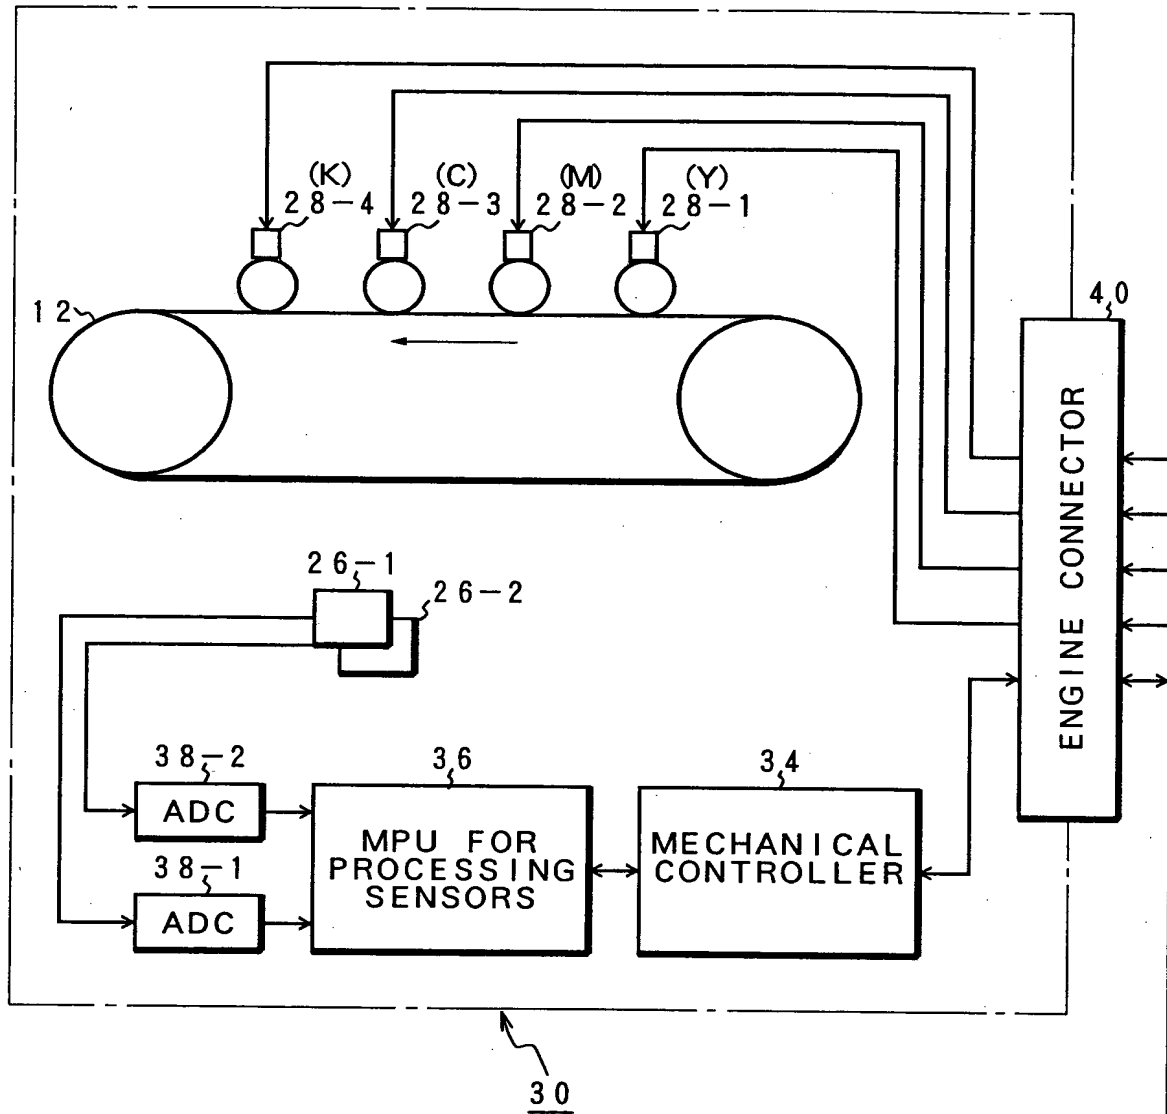 (K) (C) (M) (Y)
28-4 28-3 28-2 28-1
12
40
ENGINE CONNECTOR
26-1
26-2
38-2
36
34
ADC
MPU FOR
PROCESSING
SENSORS
MECHANICAL
CONTROLLER
38-1
ADC
30